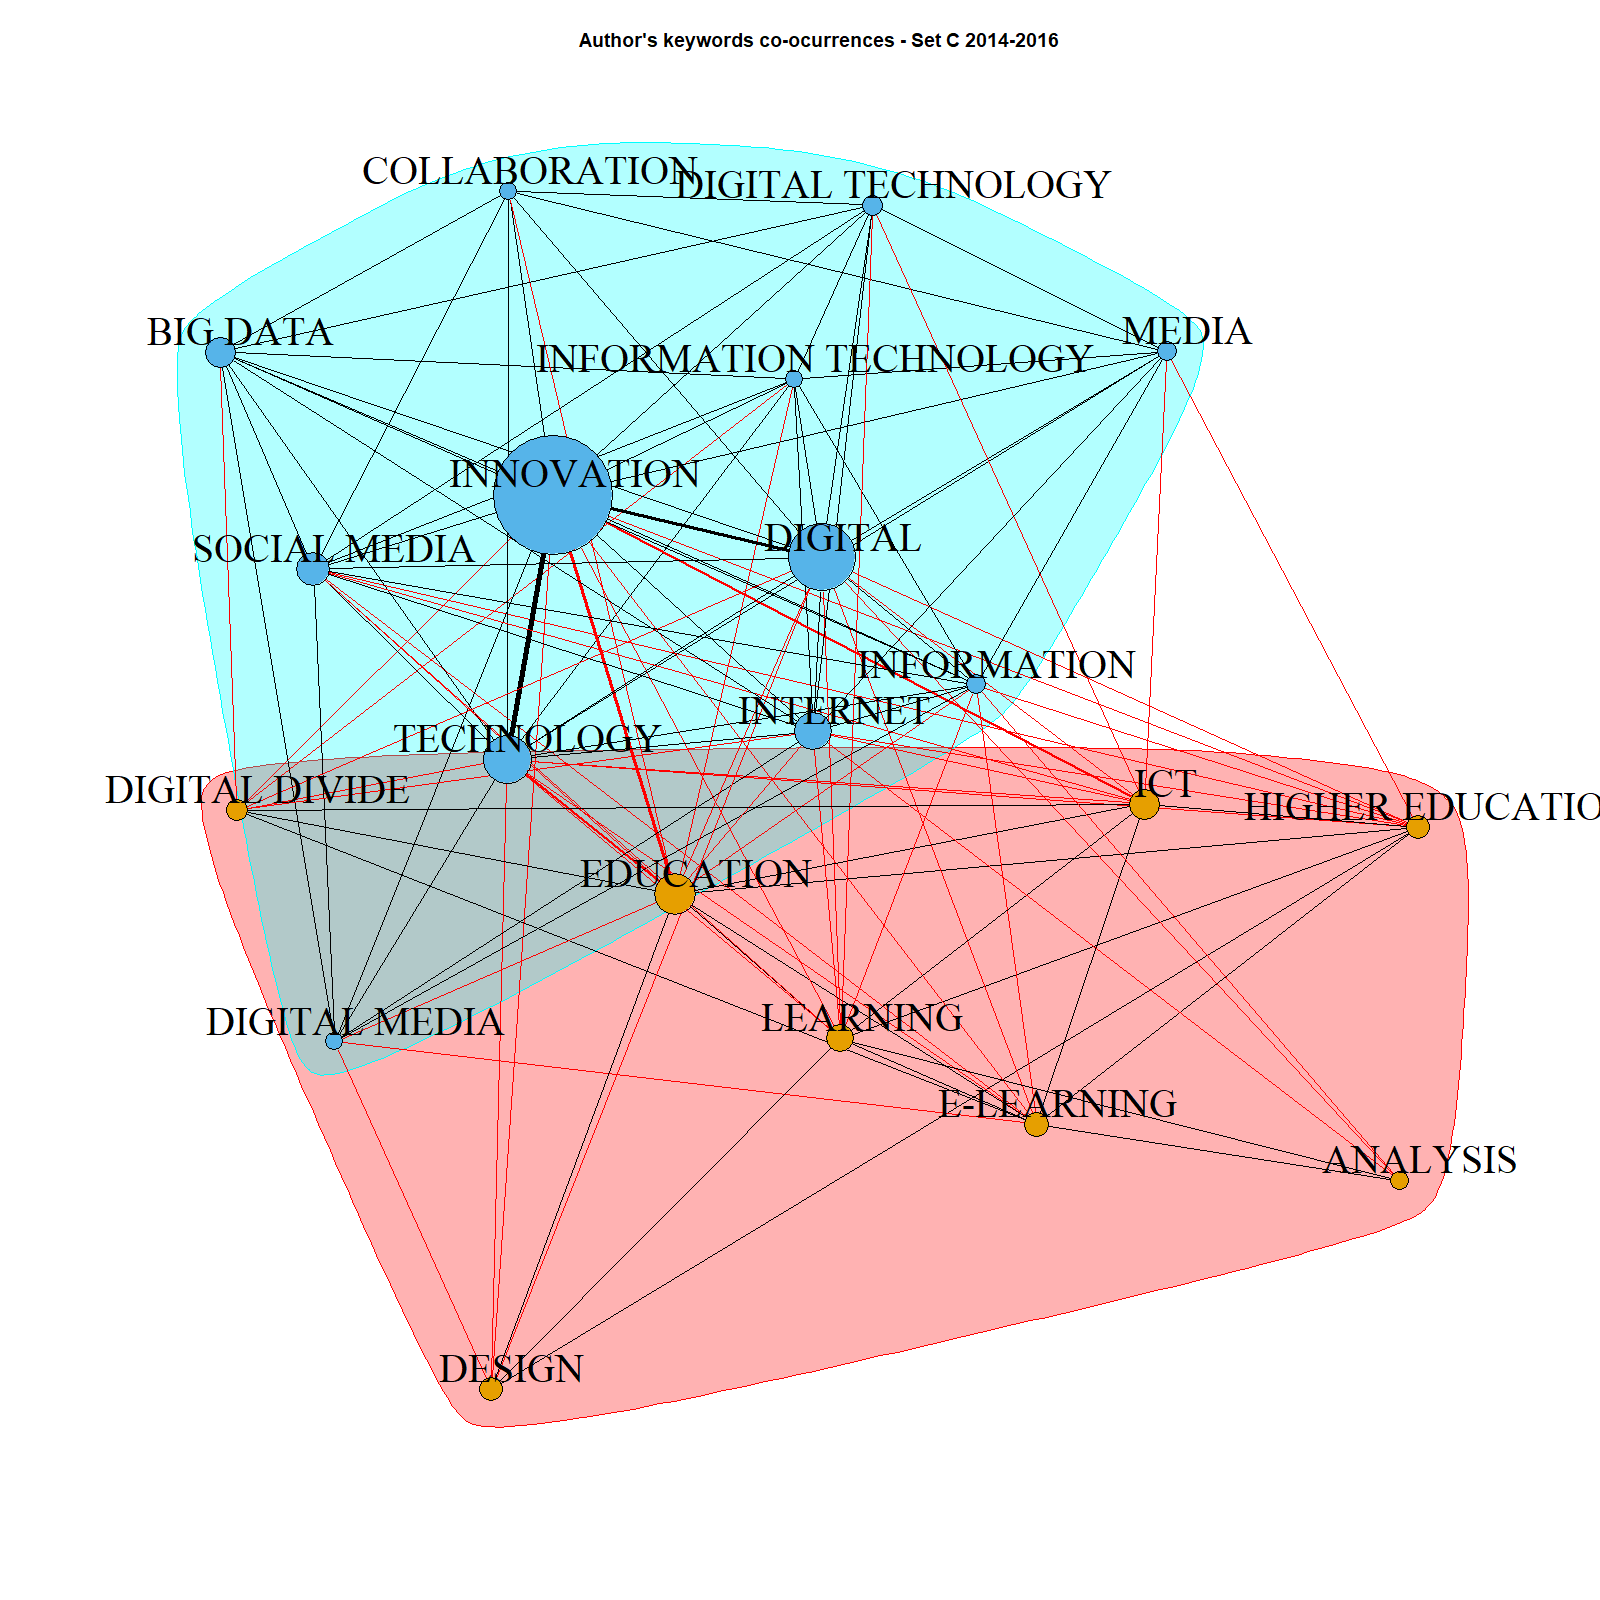 Author's keywords co-ocurrences - Set C 2014-2016
COLLABORATION
DIGITAL TECHNOLOGY
BIG DATA
MEDIA
INFORMATION TECHNOLOGY
INNOVATION
DIGITAL
SOCIAL MEDIA
INFORMATION
INTERNET
TECHNOLOGY
DIGITAL DIVIDE
ICT
HIGHER EDUCATIO
EDUCATION
LEARNING
DIGITAL MEDIA
E-LEARNING
ANALYSIS
DESIGN